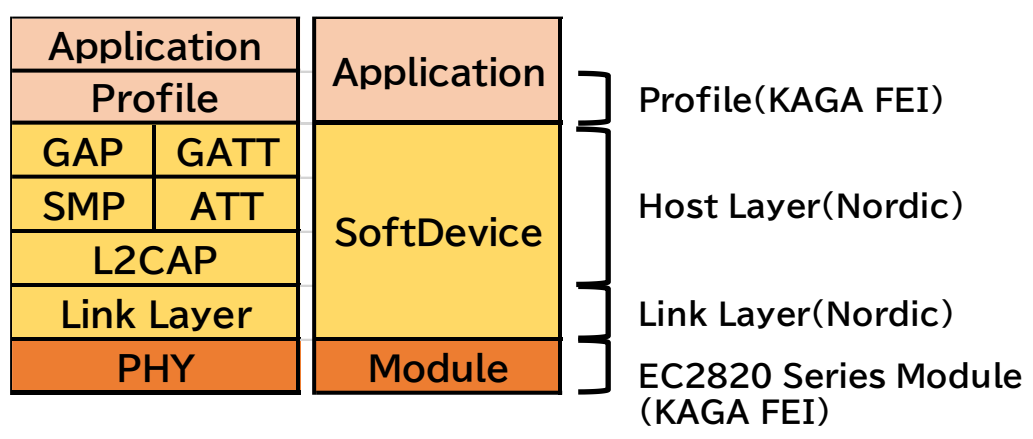 Application
Profile
GAP GATT
SMP ATT
L2CAP
Link Layer
PHY
Application
SoftDevice
Module
Profile(KAGA FEI)
Host Layer(Nordic)
Link Layer(Nordic)
EC2820 Series Module
(KAGA FEI)